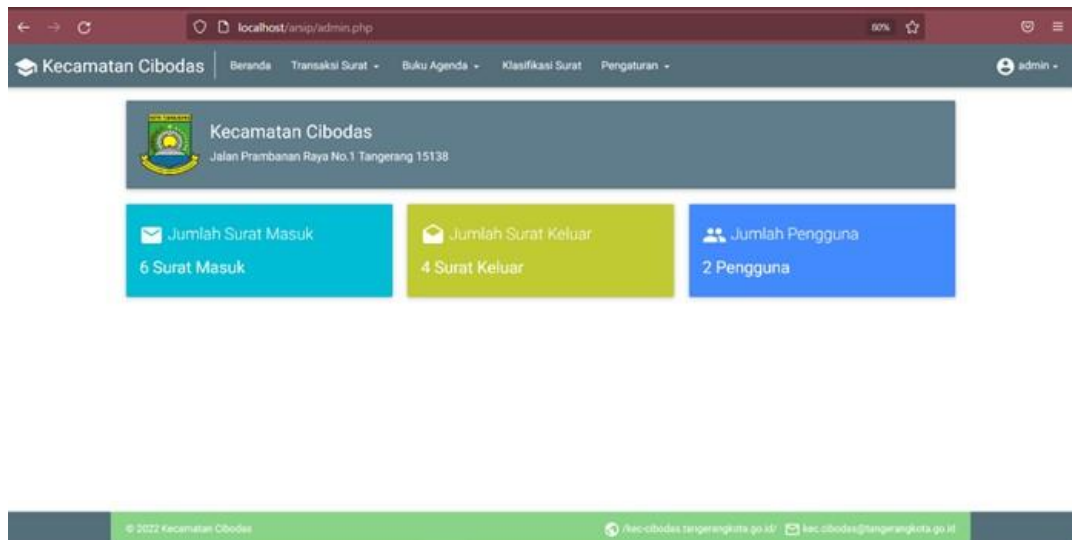 localhost/arsip/admin.php 80%
Kecamatan Cibodas Beranda Transaksi Surat Buku Agenda Klasifikasi Surat Pengaturan admin
Kecamatan Cibodas
Jalan Prambanan Raya No.1 Tangerang 15138
Jumlah Surat Masuk
6 Surat Masuk
Jumlah Surat Keluar
4 Surat Keluar
Jumlah Pengguna
2 Pengguna
© 2022 Kecamatan Cibodas /kec-cibodas.tangerangkota.go.id/ kec.cibodas@tangerangkota.go.id